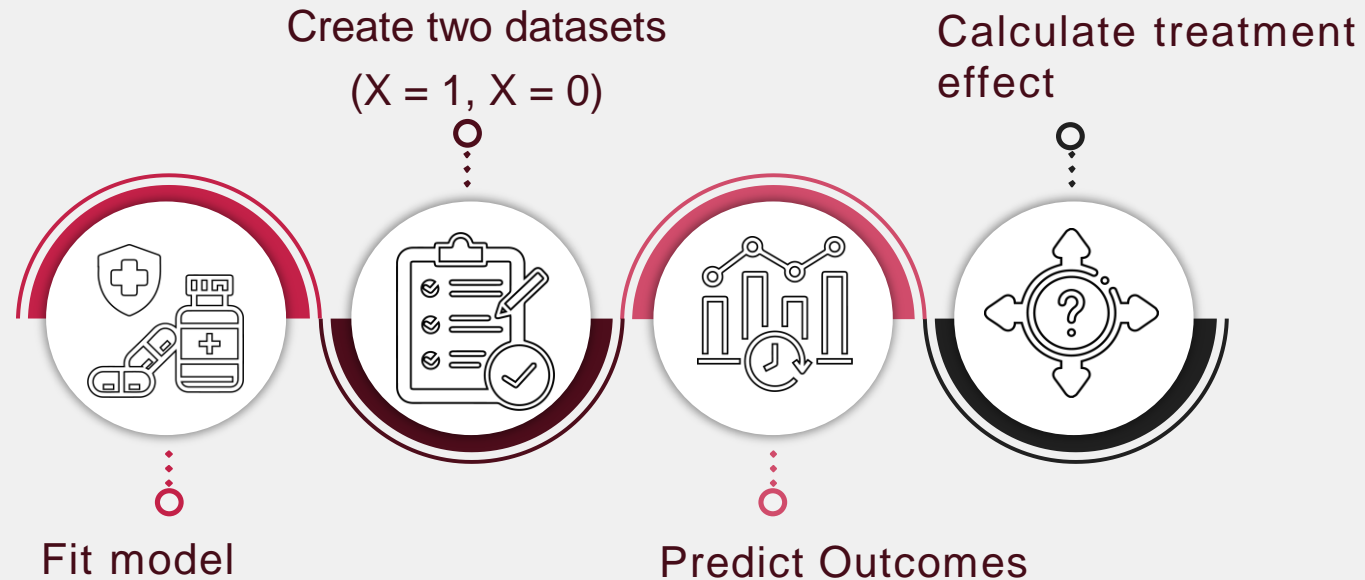 Create two datasets
(X = 1, X = 0)
Calculate treatment
effect
?
Fit model
Predict Outcomes